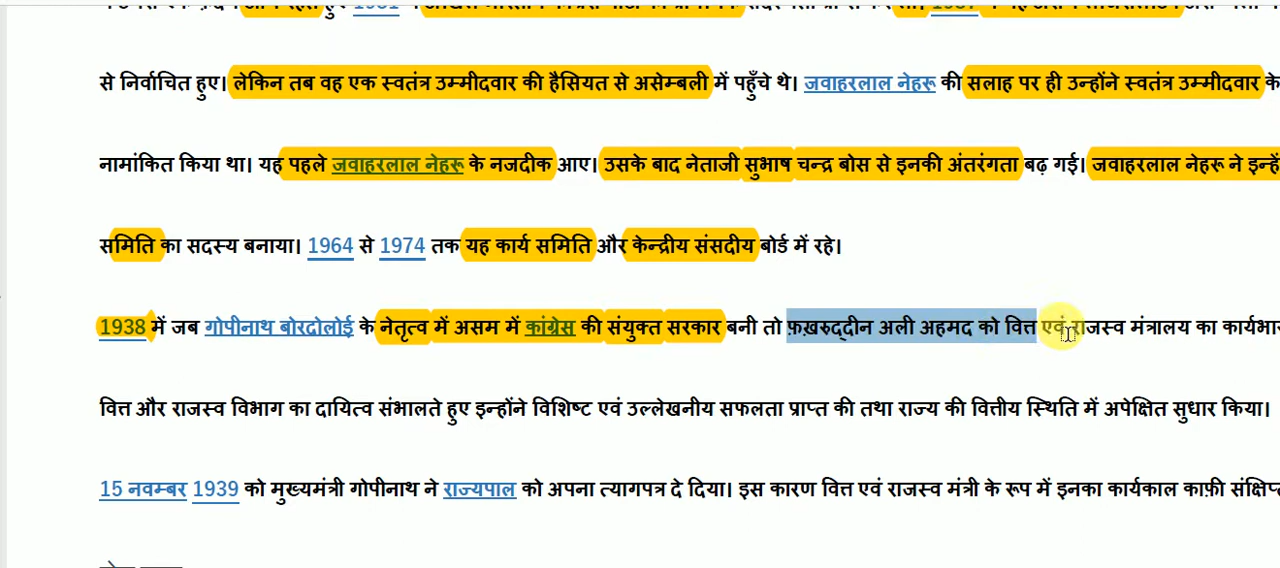 से निर्वाचित हुए। लेकिन तब वह एक स्वतंत्र उम्मीदवार की हैसियत से असेम्बली में पहुँचे थे। जवाहरलाल नेहरू की सलाह पर ही उन्होंने स्वतंत्र उम्मीदवार के
नामांकित किया था। यह पहले जवाहरलाल नेहरू के नजदीक आए। उसके बाद नेताजी सुभाष चन्द्र बोस से इनकी अंतरंगता बढ़ गई। जवाहरलाल नेहरू ने इन्हें
समिति का सदस्य बनाया। 1964 से 1974 तक यह कार्य समिति और केन्द्रीय संसदीय बोर्ड में रहे।
1938 में जब गोपीनाथ बोरदोलोई के नेतृत्व में असम में कांग्रेस की संयुक्त सरकार बनी तो फ़ख़रुद्दीन अली अहमद को वित्त एवं राजस्व मंत्रालय का
वित्त और राजस्व विभाग का दायित्व संभालते हुए इन्होंने विशिष्ट एवं उल्लेखनीय सफलता प्राप्त की तथा राज्य की वित्तीय स्थिति में अपेक्षित सुधार किया।
15 नवम्बर 1939 को मुख्यमंत्री गोपीनाथ ने राज्यपाल को अपना त्यागपत्र दे दिया। इस कारण वित्त एवं राजस्व मंत्री के रूप में इनका कार्यकाल काफ़ी